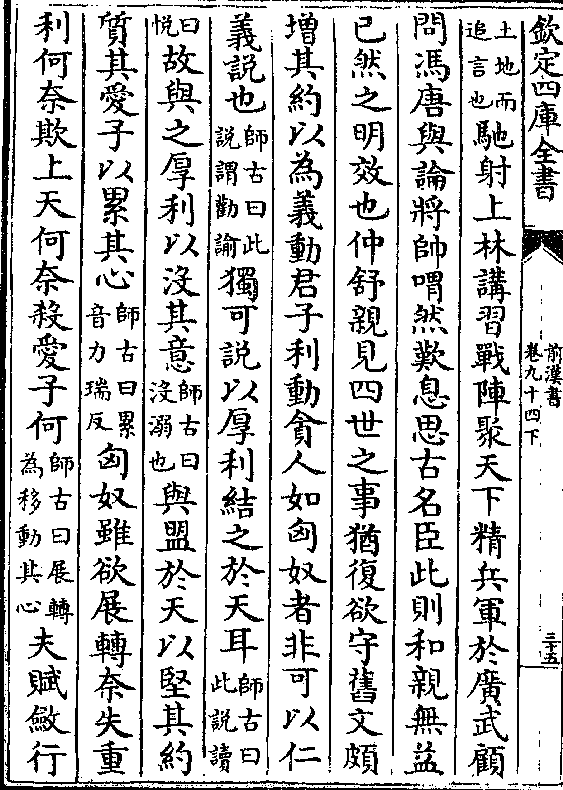 欽定四庫全書
前漢書
卷九十四下
三十五
土地而
追言也馳射上林講習戰陣聚天下精兵軍於廣武顧
問馮唐與論將帥喟然歎息思古名臣此則和親無益
已然之明效也仲舒親見四世之事猶復欲守舊文頗
增其約以為義動君子利動貪人如匈奴者非可以仁
義說也師古曰此
說謂勸諭獨可說以厚利結之於天耳師古曰
此說讀
曰
悅故與之厚利以沒其意師古曰
沒溺也與盟於天以堅其約
質其愛子以累其心師古曰累
音力瑞反匈奴雖欲展轉奈失重
利何奈欺上天何奈殺愛子何師古曰展轉
為移動其心夫賦斂行